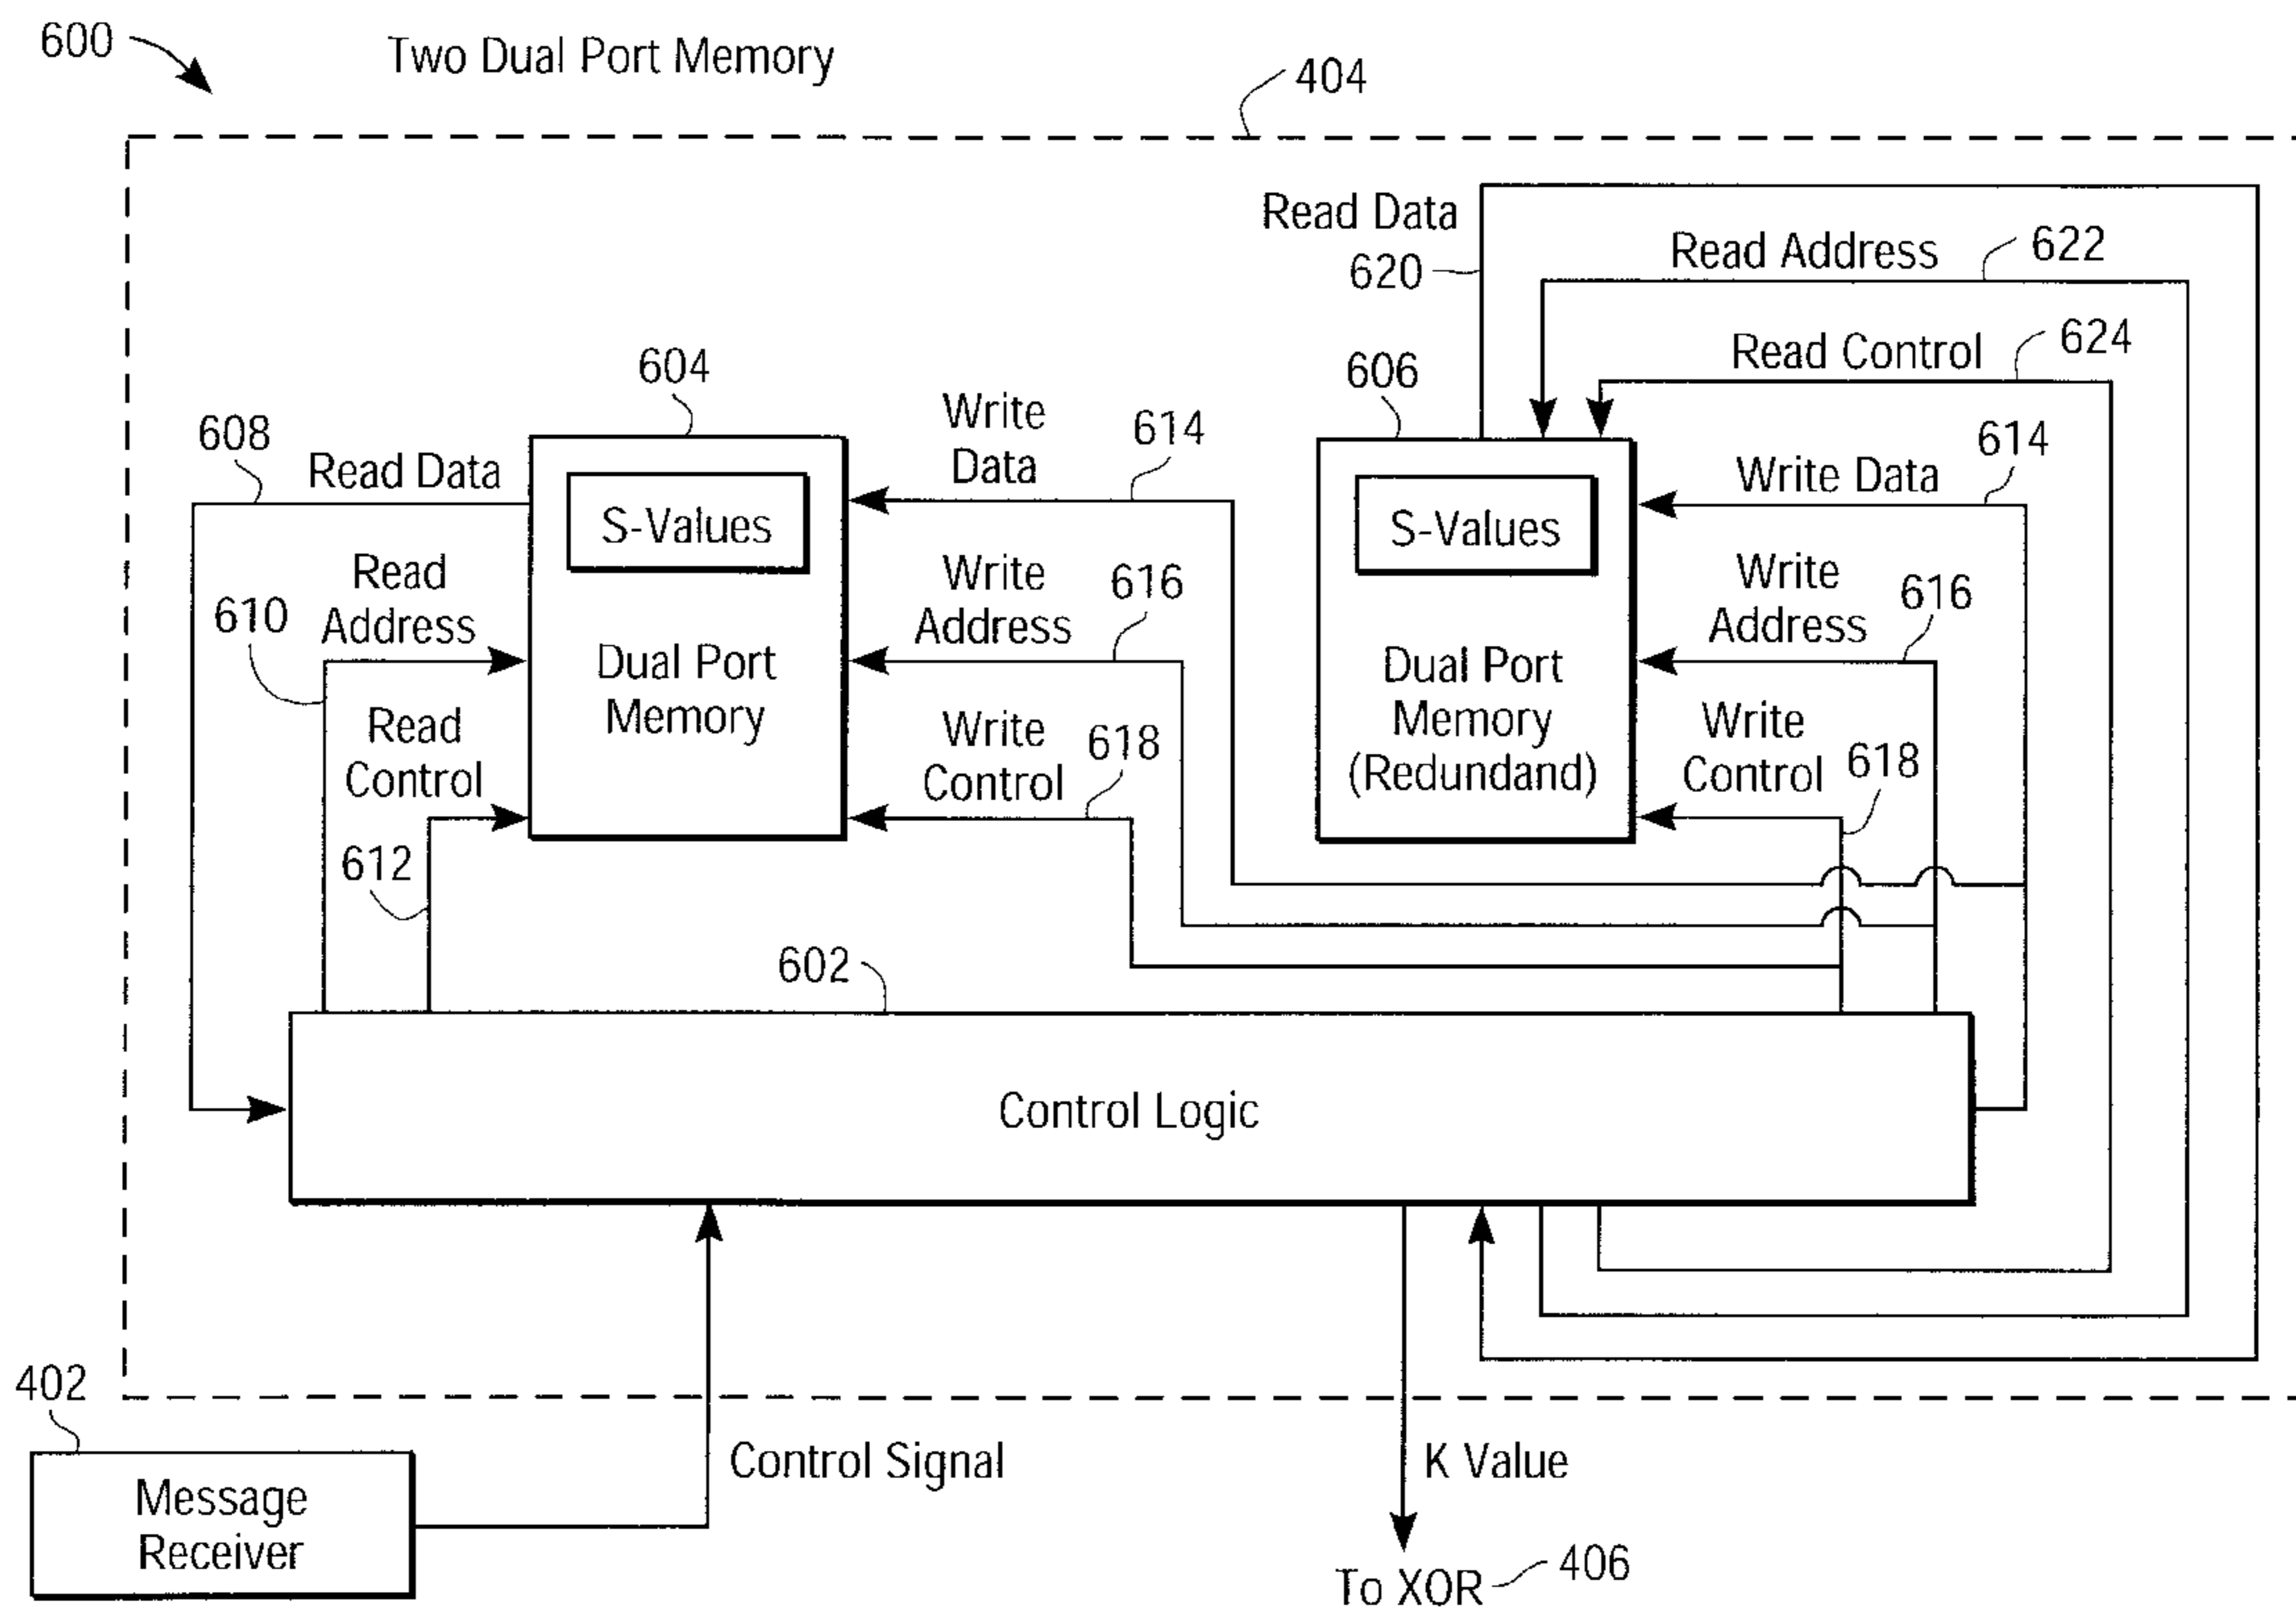 600
Two Dual Port Memory
404
Read Data
620
Read Address
622
Read Control
624
604
606
608
Read Data
Write
Data
614
Write Data
614
S-Values
S-Values
610
Read
Address
Write
Address
616
Write
Address
616
Dual Port
Memory
Dual Port
Memory
(Redundand)
Read
Control
Write
Control
618
Write
Control
618
612
602
Control Logic
402
Message
Receiver
Control Signal
K Value
To XOR
406